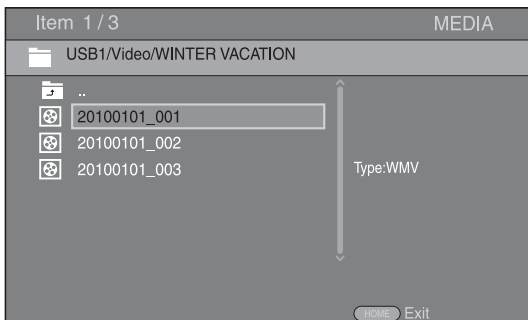 Item 1/3 MEDIA
USB1/Video/WINTER VACATION
..
20100101_001
20100101_002
20100101_003
Type:WMV
HOME Exit